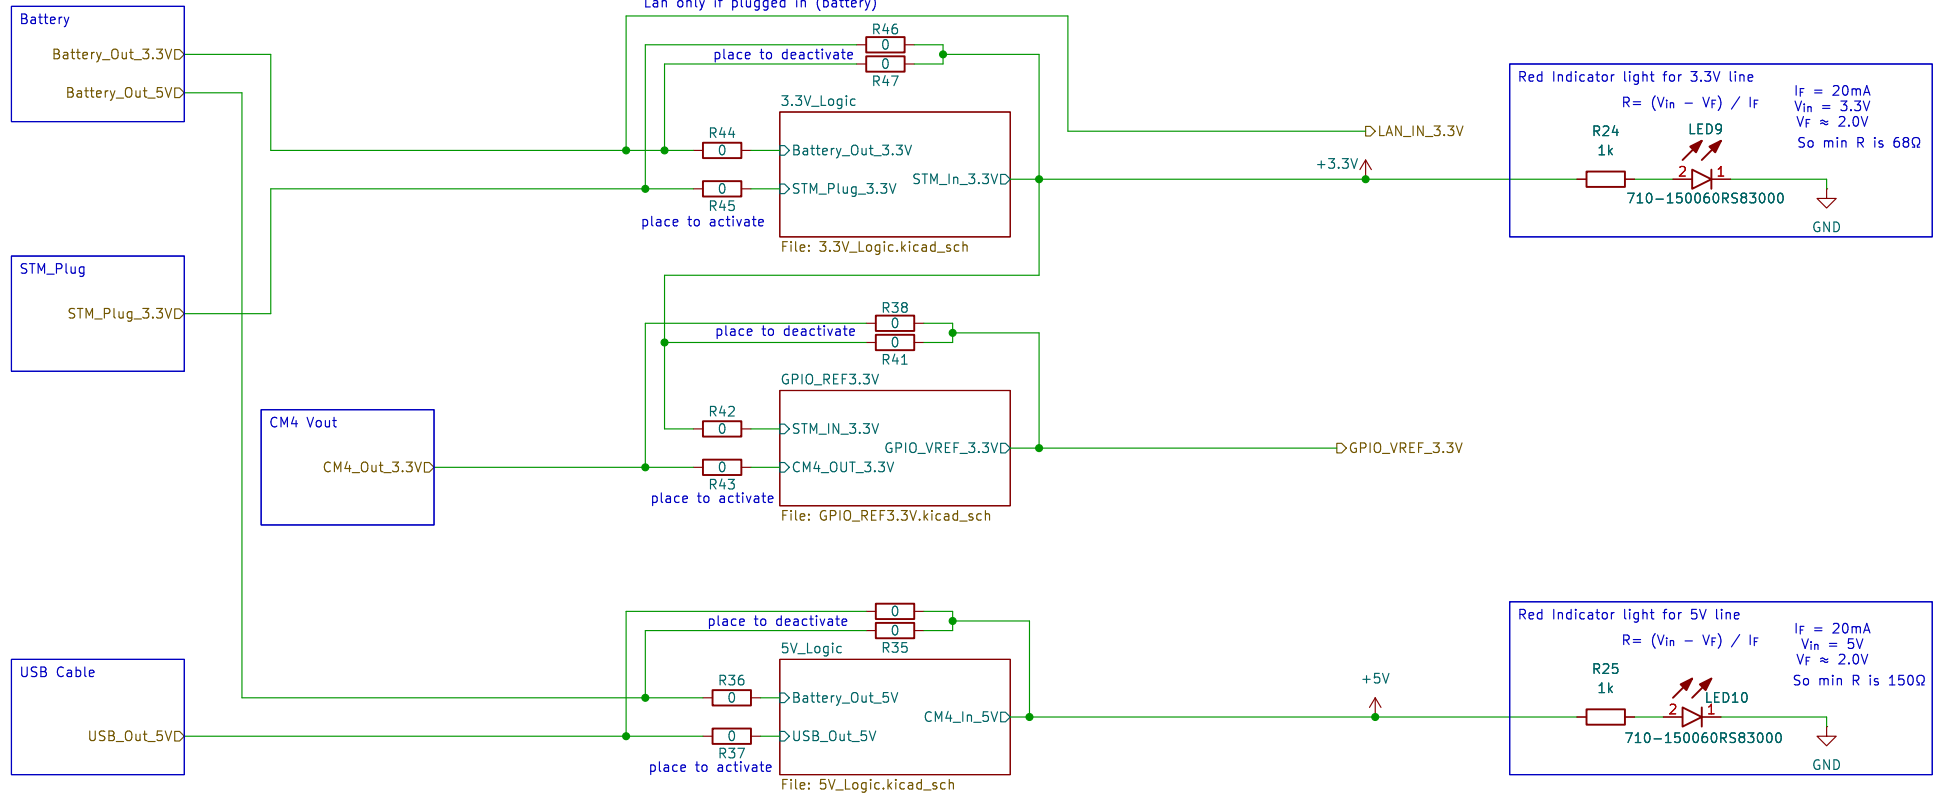 Lan only if plugged in (battery)
Battery
Battery_Out_3.3V
Battery_Out_5V
R46
0
place to deactivate
0
R47
3.3V_Logic
R44
0
Battery_Out_3.3V
STM_Plug_3.3V
0
R45
place to activate
STM_In_3.3V
File: 3.3V_Logic.kicad_sch
LAN_IN_3.3V
+3.3V
Red Indicator light for 3.3V line
R= (Vin - VF) / IF
IF = 20mA
Vin = 3.3V
VF ≈ 2.0V
So min R is 68Ω
R24
1k
LED9
2
1
710-150060RS83000
GND
STM_Plug
STM_Plug_3.3V
R38
0
place to deactivate
0
R41
GPIO_REF3.3V
R42
0
STM_IN_3.3V
GPIO_VREF_3.3V
0
R43
CM4_OUT_3.3V
place to activate
File: GPIO_REF3.3V.kicad_sch
GPIO_VREF_3.3V
CM4 Vout
CM4_Out_3.3V
0
place to deactivate
0
R35
5V_Logic
R36
0
Battery_Out_5V
CM4_In_5V
0
R37
USB_Out_5V
place to activate
File: 5V_Logic.kicad_sch
USB Cable
USB_Out_5V
+5V
Red Indicator light for 5V line
R= (Vin - VF) / IF
IF = 20mA
Vin = 5V
VF ≈ 2.0V
So min R is 150Ω
R25
1k
LED10
2
1
710-150060RS83000
GND